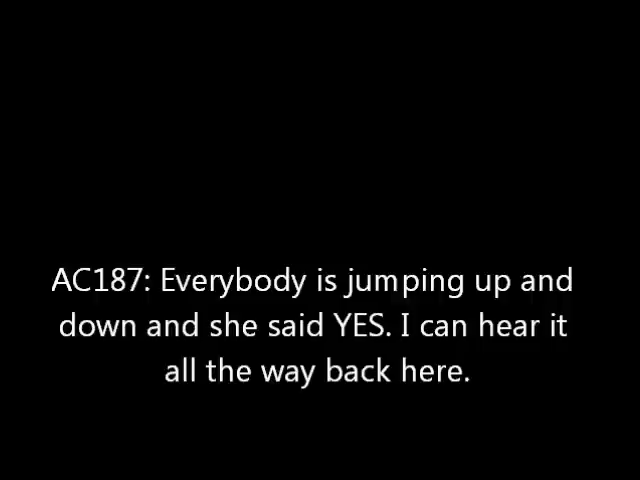 AC187: Everybody is jumping up and
down and she said YES. I can hear it
all the way back here.